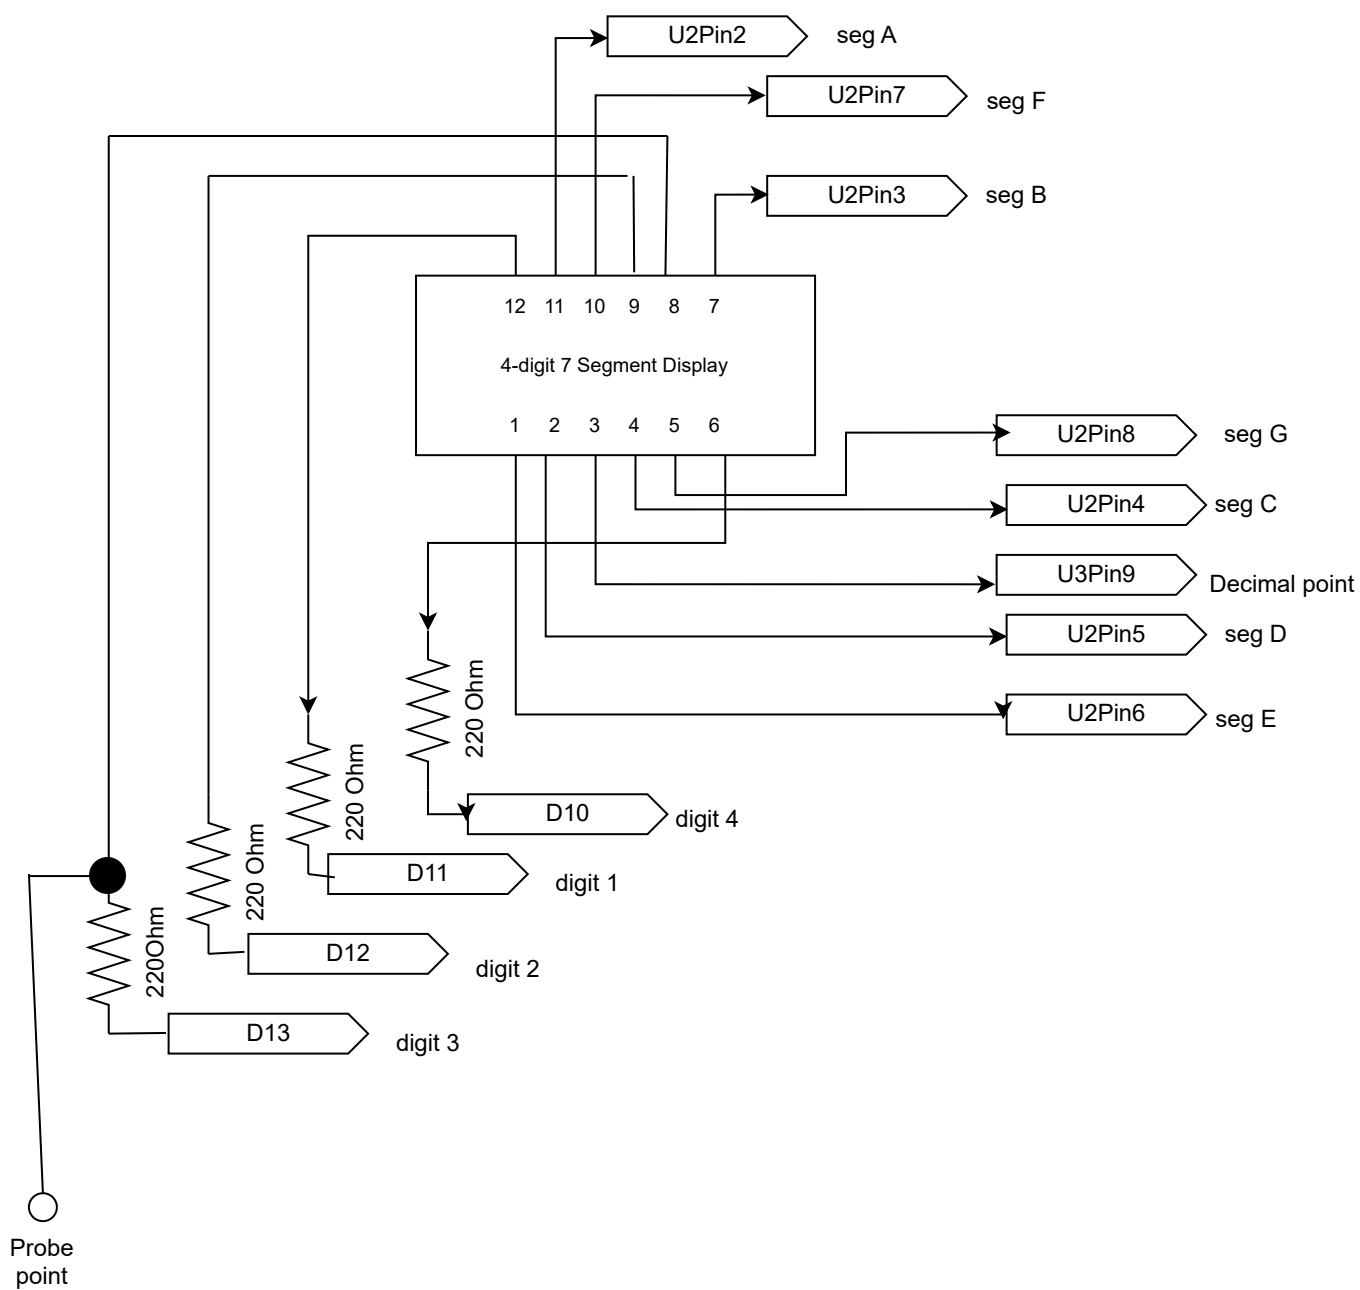 U2Pin2 seg A
U2Pin7 seg F
U2Pin3 seg B
12 11 10 9 8 7
4-digit 7 Segment Display
1 2 3 4 5 6
U2Pin8 seg G
U2Pin4 seg C
U3Pin9 Decimal point
U2Pin5 seg D
U2Pin6 seg E
220 Ohm
D10 digit 4
220 Ohm
D11 digit 1
220 Ohm
D12 digit 2
220Ohm
D13 digit 3
Probe
point